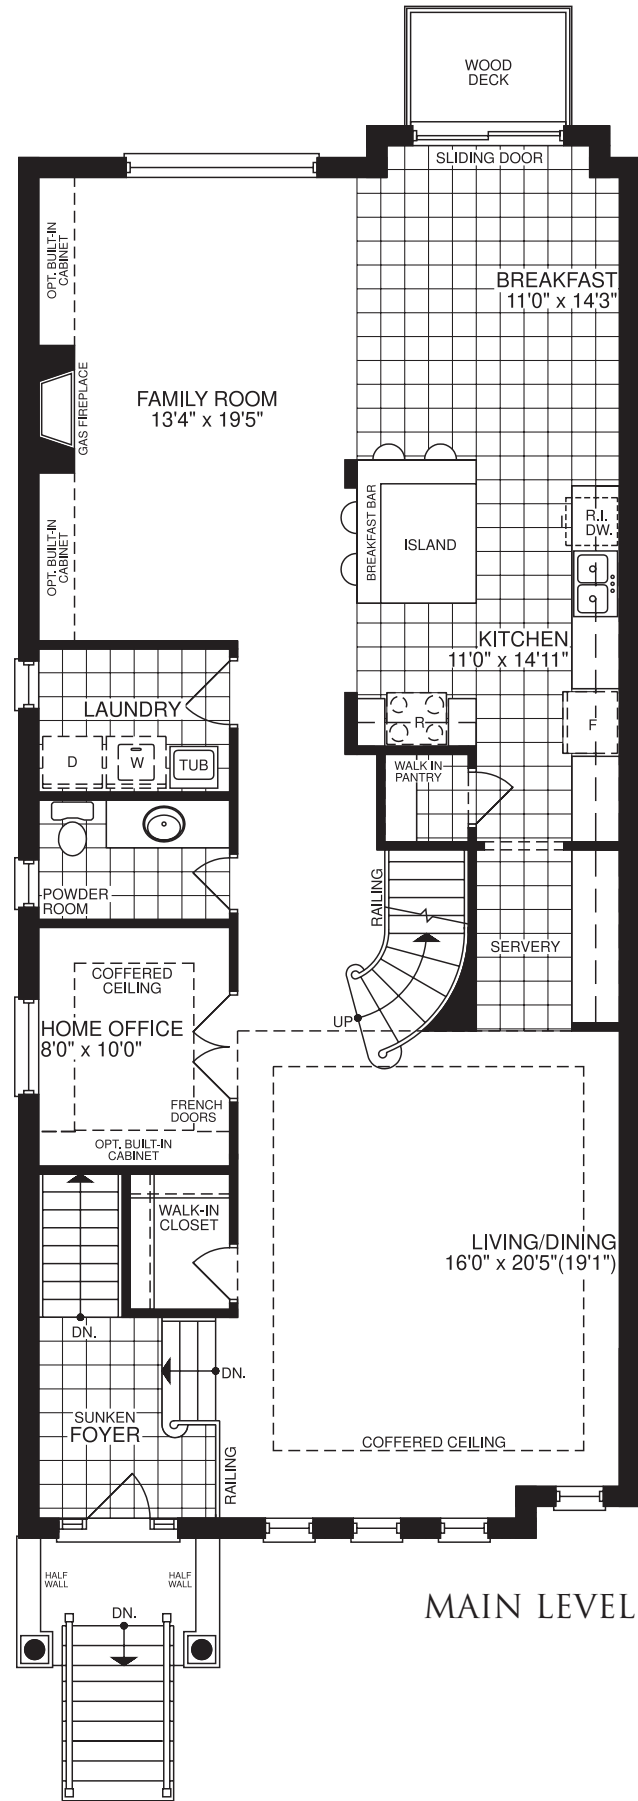 WOOD
DECK
SLIDING DOOR
OPT. BUILT-IN
CABINET
BREAKFAST
11'0" x 14'3"
GAS FIREPLACE
FAMILY ROOM
13'4" x 19'5"
OPT. BUILT-IN
CABINET
BREAKFAST BAR
ISLAND
R.I.
DW.
KITCHEN
11'0" x 14'11"
LAUNDRY
D
W
TUB
R
F
WALK IN
PANTRY
POWDER
ROOM
RAILING
SERVERY
COFFERED
CEILING
UP
HOME OFFICE
8'0" x 10'0"
FRENCH
DOORS
OPT. BUILT-IN
CABINET
WALK-IN
CLOSET
LIVING/DINING
16'0" x 20'5"(19'1")
DN.
DN.
SUNKEN
FOYER
RAILING
COFFERED CEILING
HALF
WALL
HALF
WALL
DN.
MAIN LEVEL